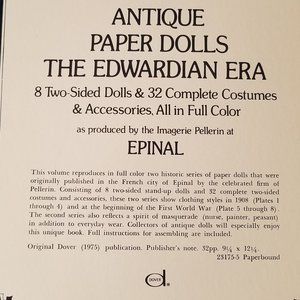 ANTIQUE
PAPER DOLLS
THE EDWARDIAN ERA
8 Two-Sided Dolls & 32 Complete Costumes
& Accessories, All in Full Color
as produced by the Imagerie Pellerin at
EPINAL
This volume reproduces in full color two historic series of paper dolls that were
originally published in the French city of Epinal by the celebrated firm of
Pellerin. Consisting of 8 two-sided stand-up dolls and 32 complete two-sided
costumes and accessories, these two series show clothing styles in 1908 (Plates 1
through 4) and at the beginning of the First World War (Plate 5 through 8).
The second series also reflects a spirit of masquerade (nurse, painter, peasant)
in addition to everyday wear. Collectors of antique dolls will especially enjoy
this unique book. Full instructions for assembling are included.
Original Dover (1975) publication. Publisher's note. 32pp. 9¼ x 12¼.
23175-5 Paperbound
DOVER